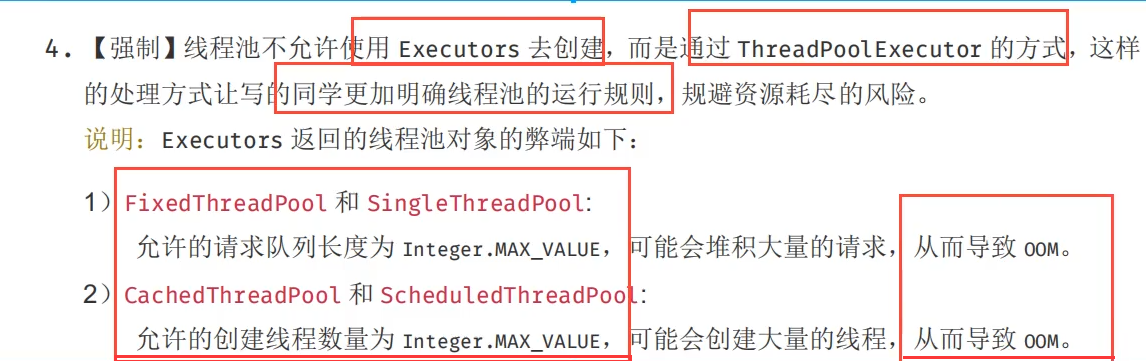 4. 【强制】线程池不允许使用 Executors 去创建，而是通过 ThreadPoolExecutor 的方式，这样
的处理方式让写的同学更加明确线程池的运行规则，规避资源耗尽的风险。
说明：Executors 返回的线程池对象的弊端如下：
1）FixedThreadPool 和 SingleThreadPool:
允许的请求队列长度为 Integer.MAX_VALUE，可能会堆积大量的请求，从而导致 OOM。
2）CachedThreadPool 和 ScheduledThreadPool:
允许的创建线程数量为 Integer.MAX_VALUE，可能会创建大量的线程，从而导致 OOM。